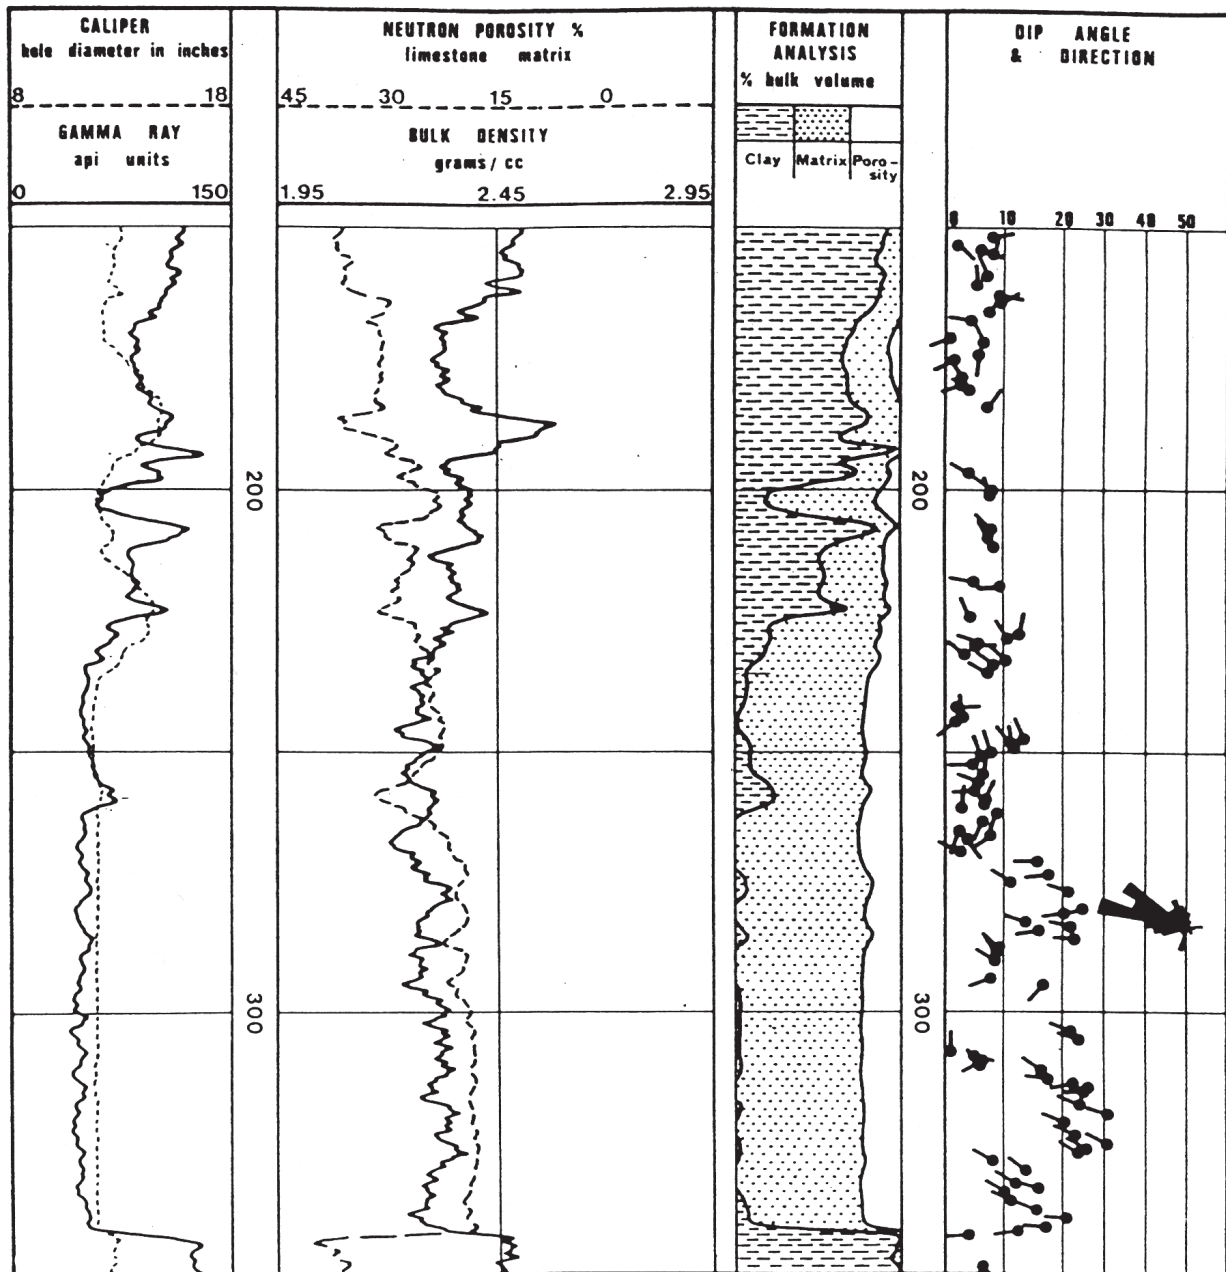 CALIPER
hole diameter in inches
8 18
GAMMA RAY
api units
0 150
NEUTRON POROSITY %
limestone matrix
45 30 15 0
BULK DENSITY
grams/cc
1.95 2.45 2.95
FORMATION
ANALYSIS
% bulk volume
Clay Matrix Poro-
sity
DIP ANGLE
& DIRECTION
0 10 20 30 40 50
200
300
200
300